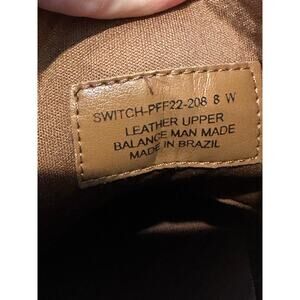 SWITCH-PFF22-208 8 W
LEATHER UPPER
BALANCE MAN MADE
MADE IN BRAZIL